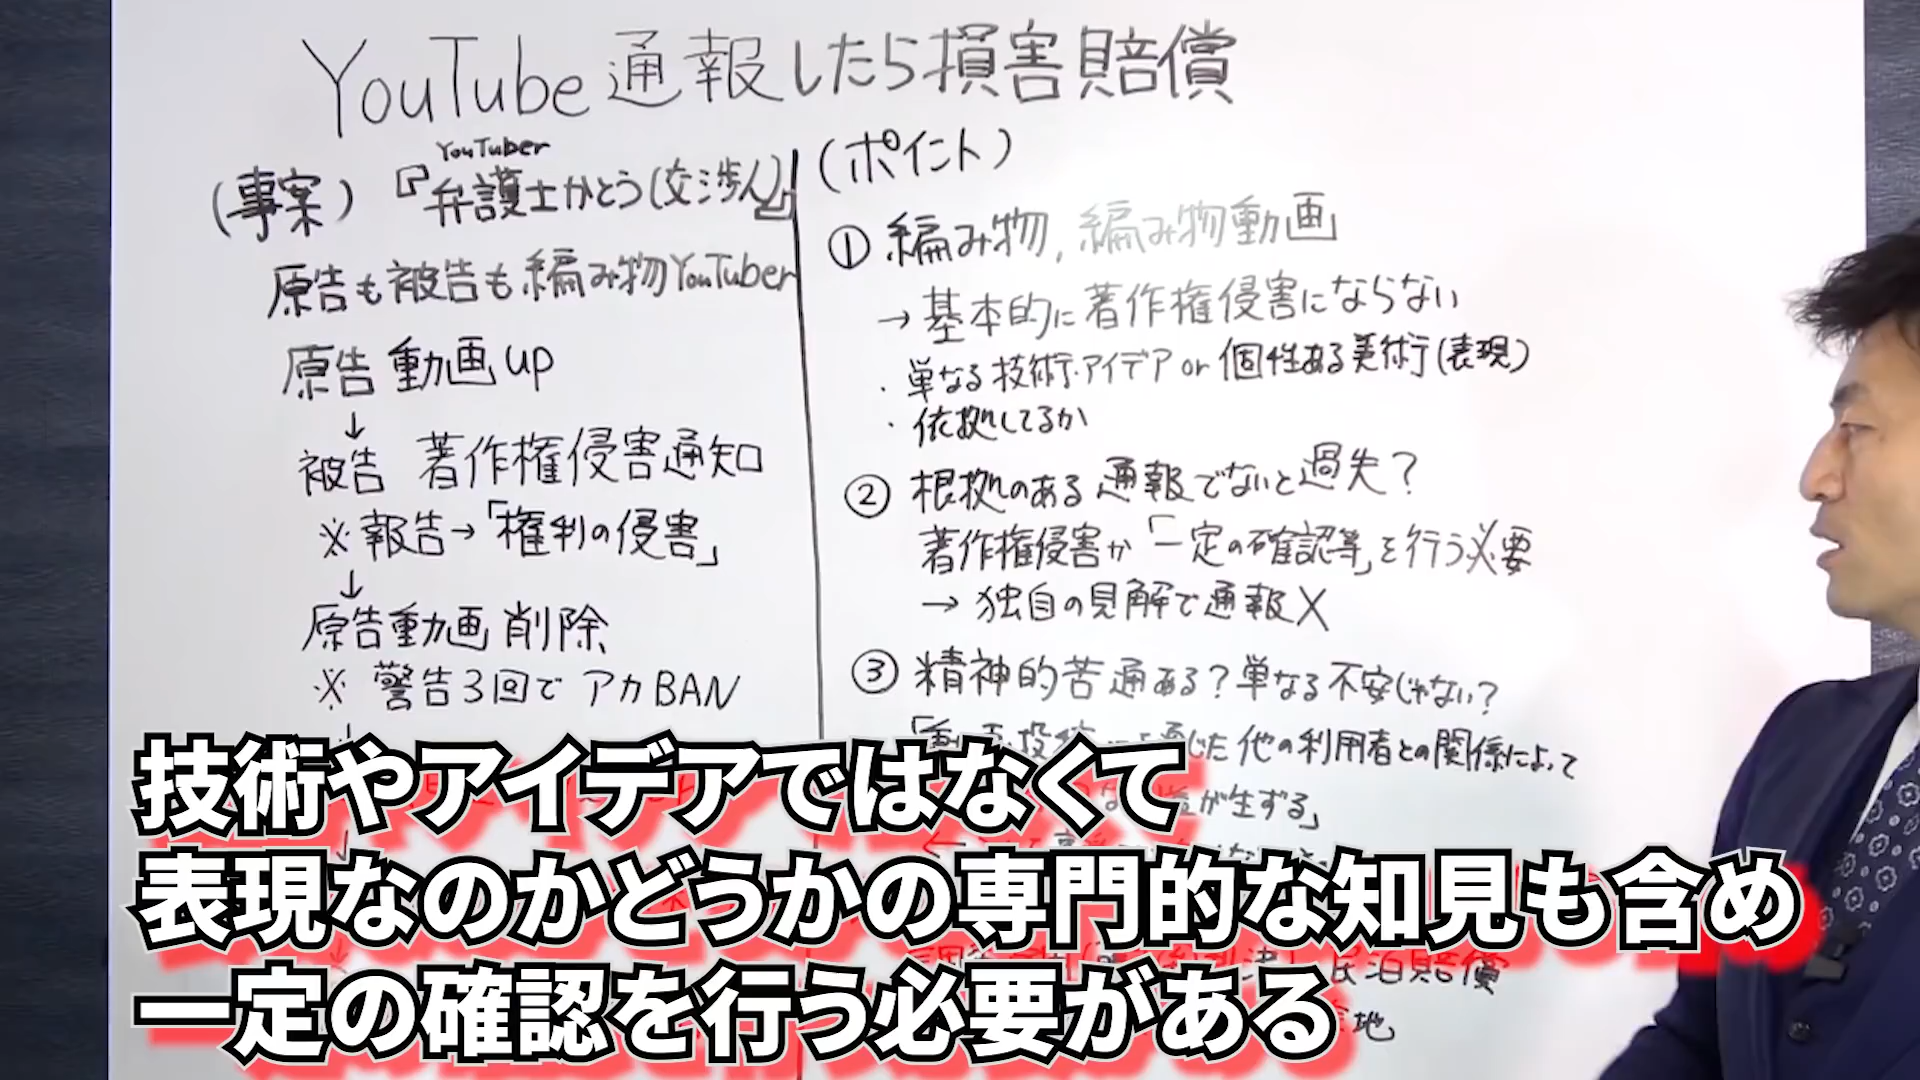 YouTube通報したら損害賠償
(事案) YouTuber『弁護士かとう(交渉人)』
原告も被告も編み物YouTuber
原告 動画up
↓
被告 著作権侵害通知
※報告→「権利の侵害」
↓
原告動画 削除
※ 警告3回で アカBAN
(ポイント)
① 編み物, 編み物動画
→ 基本的に著作権侵害にならない
・単なる技術・アイデア or 個性ある美術(表現)
・依拠してるか
② 根拠のある通報でないと過失?
著作権侵害か「一定の確認等」を行う必要
→ 独自の見解で通報X
③ 精神的苦通ある?単なる不安じゃない?
じた他の利用者との関係によって
が生ずる」
賠償
地」
技術やアイデアではなくて
表現なのかどうかの専門的な知見も含め
一定の確認を行う必要がある